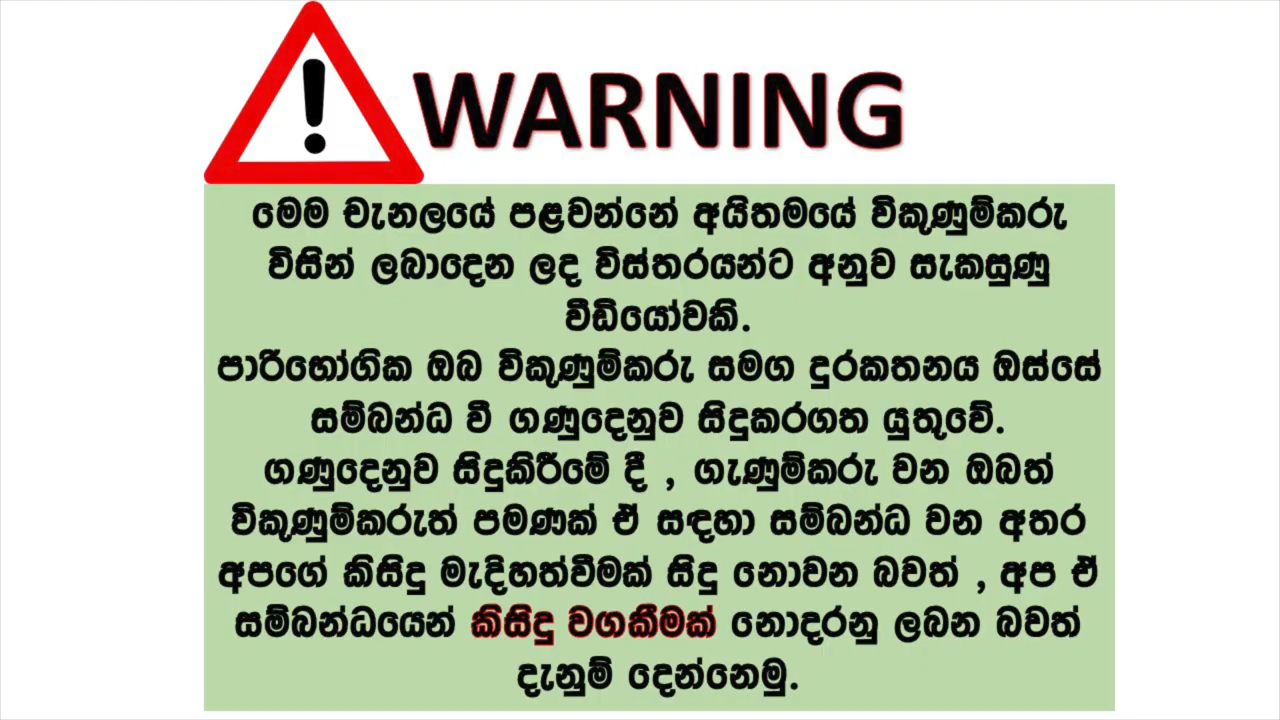 WARNING
මෙම චැනලයේ පළවන්නේ අයිතමයේ විකුණුම්කරු
විසින් ලබාදෙන ලද විස්තරයන්ට අනුව සැකසුණු
වීඩියෝවකි.
පාරිභෝගික ඔබ විකුණුම්කරු සමග දුරකතනය ඔස්සේ
සම්බන්ධ වී ගණුදෙනුව සිදුකරගත යුතුවේ.
ගණුදෙනුව සිදුකිරීමේ දී , ගැණුම්කරු වන ඔබත්
විකුණුම්කරුත් පමණක් ඒ සඳහා සම්බන්ධ වන අතර
අපගේ කිසිදු මැදිහත්වීමක් සිදු නොවන බවත් , අප ඒ
සම්බන්ධයෙන් කිසිදු වගකීමක් නොදරනු ලබන බවත්
දැනුම් දෙන්නෙමු.